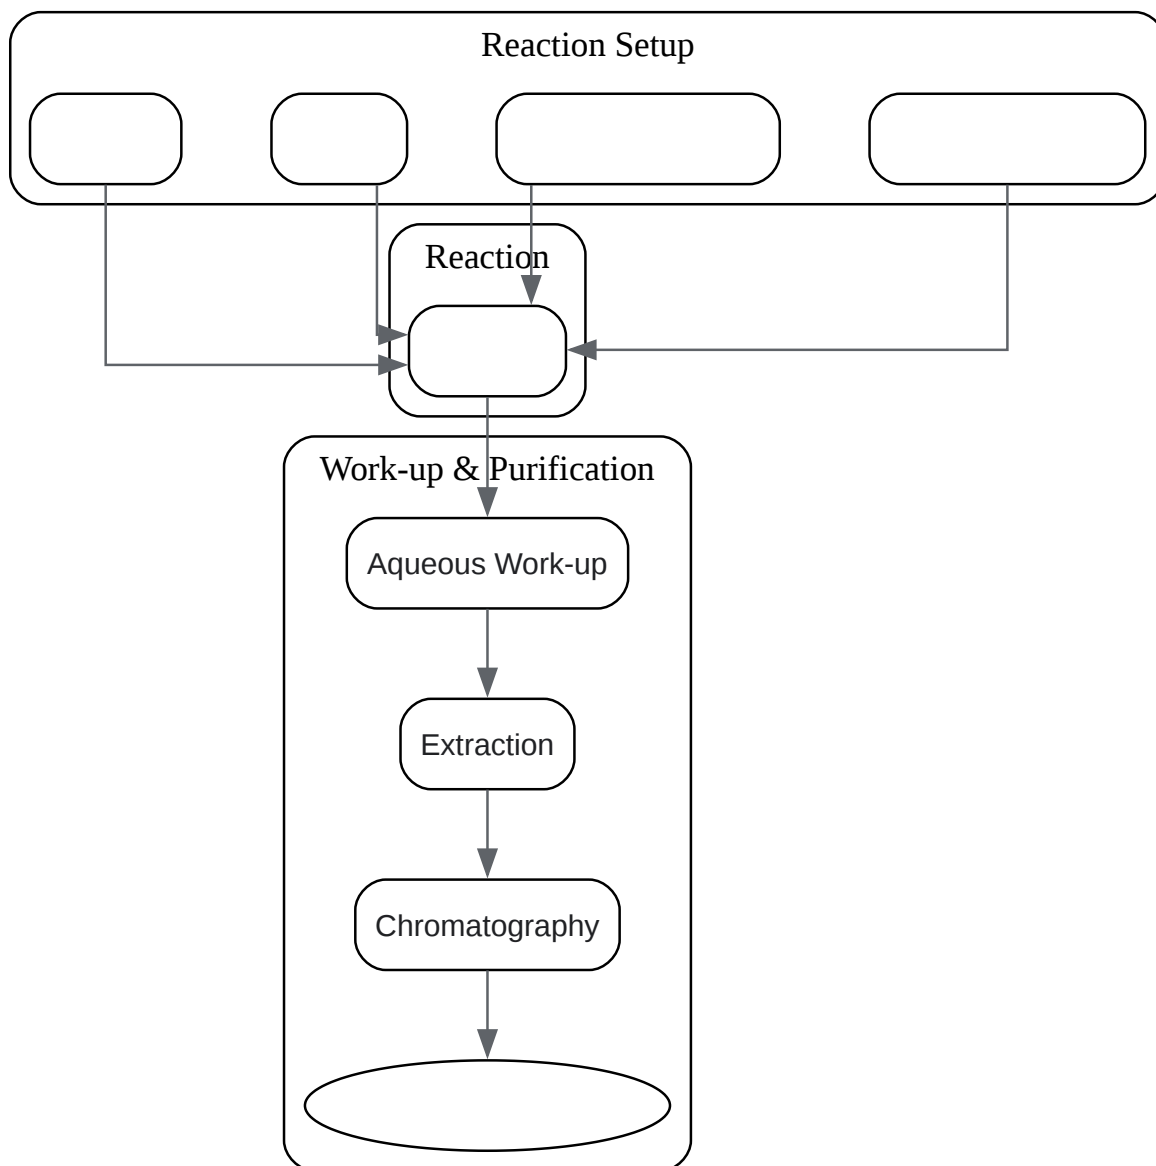 Reaction Setup
Reaction
Work-up & Purification
Aqueous Work-up
Extraction
Chromatography